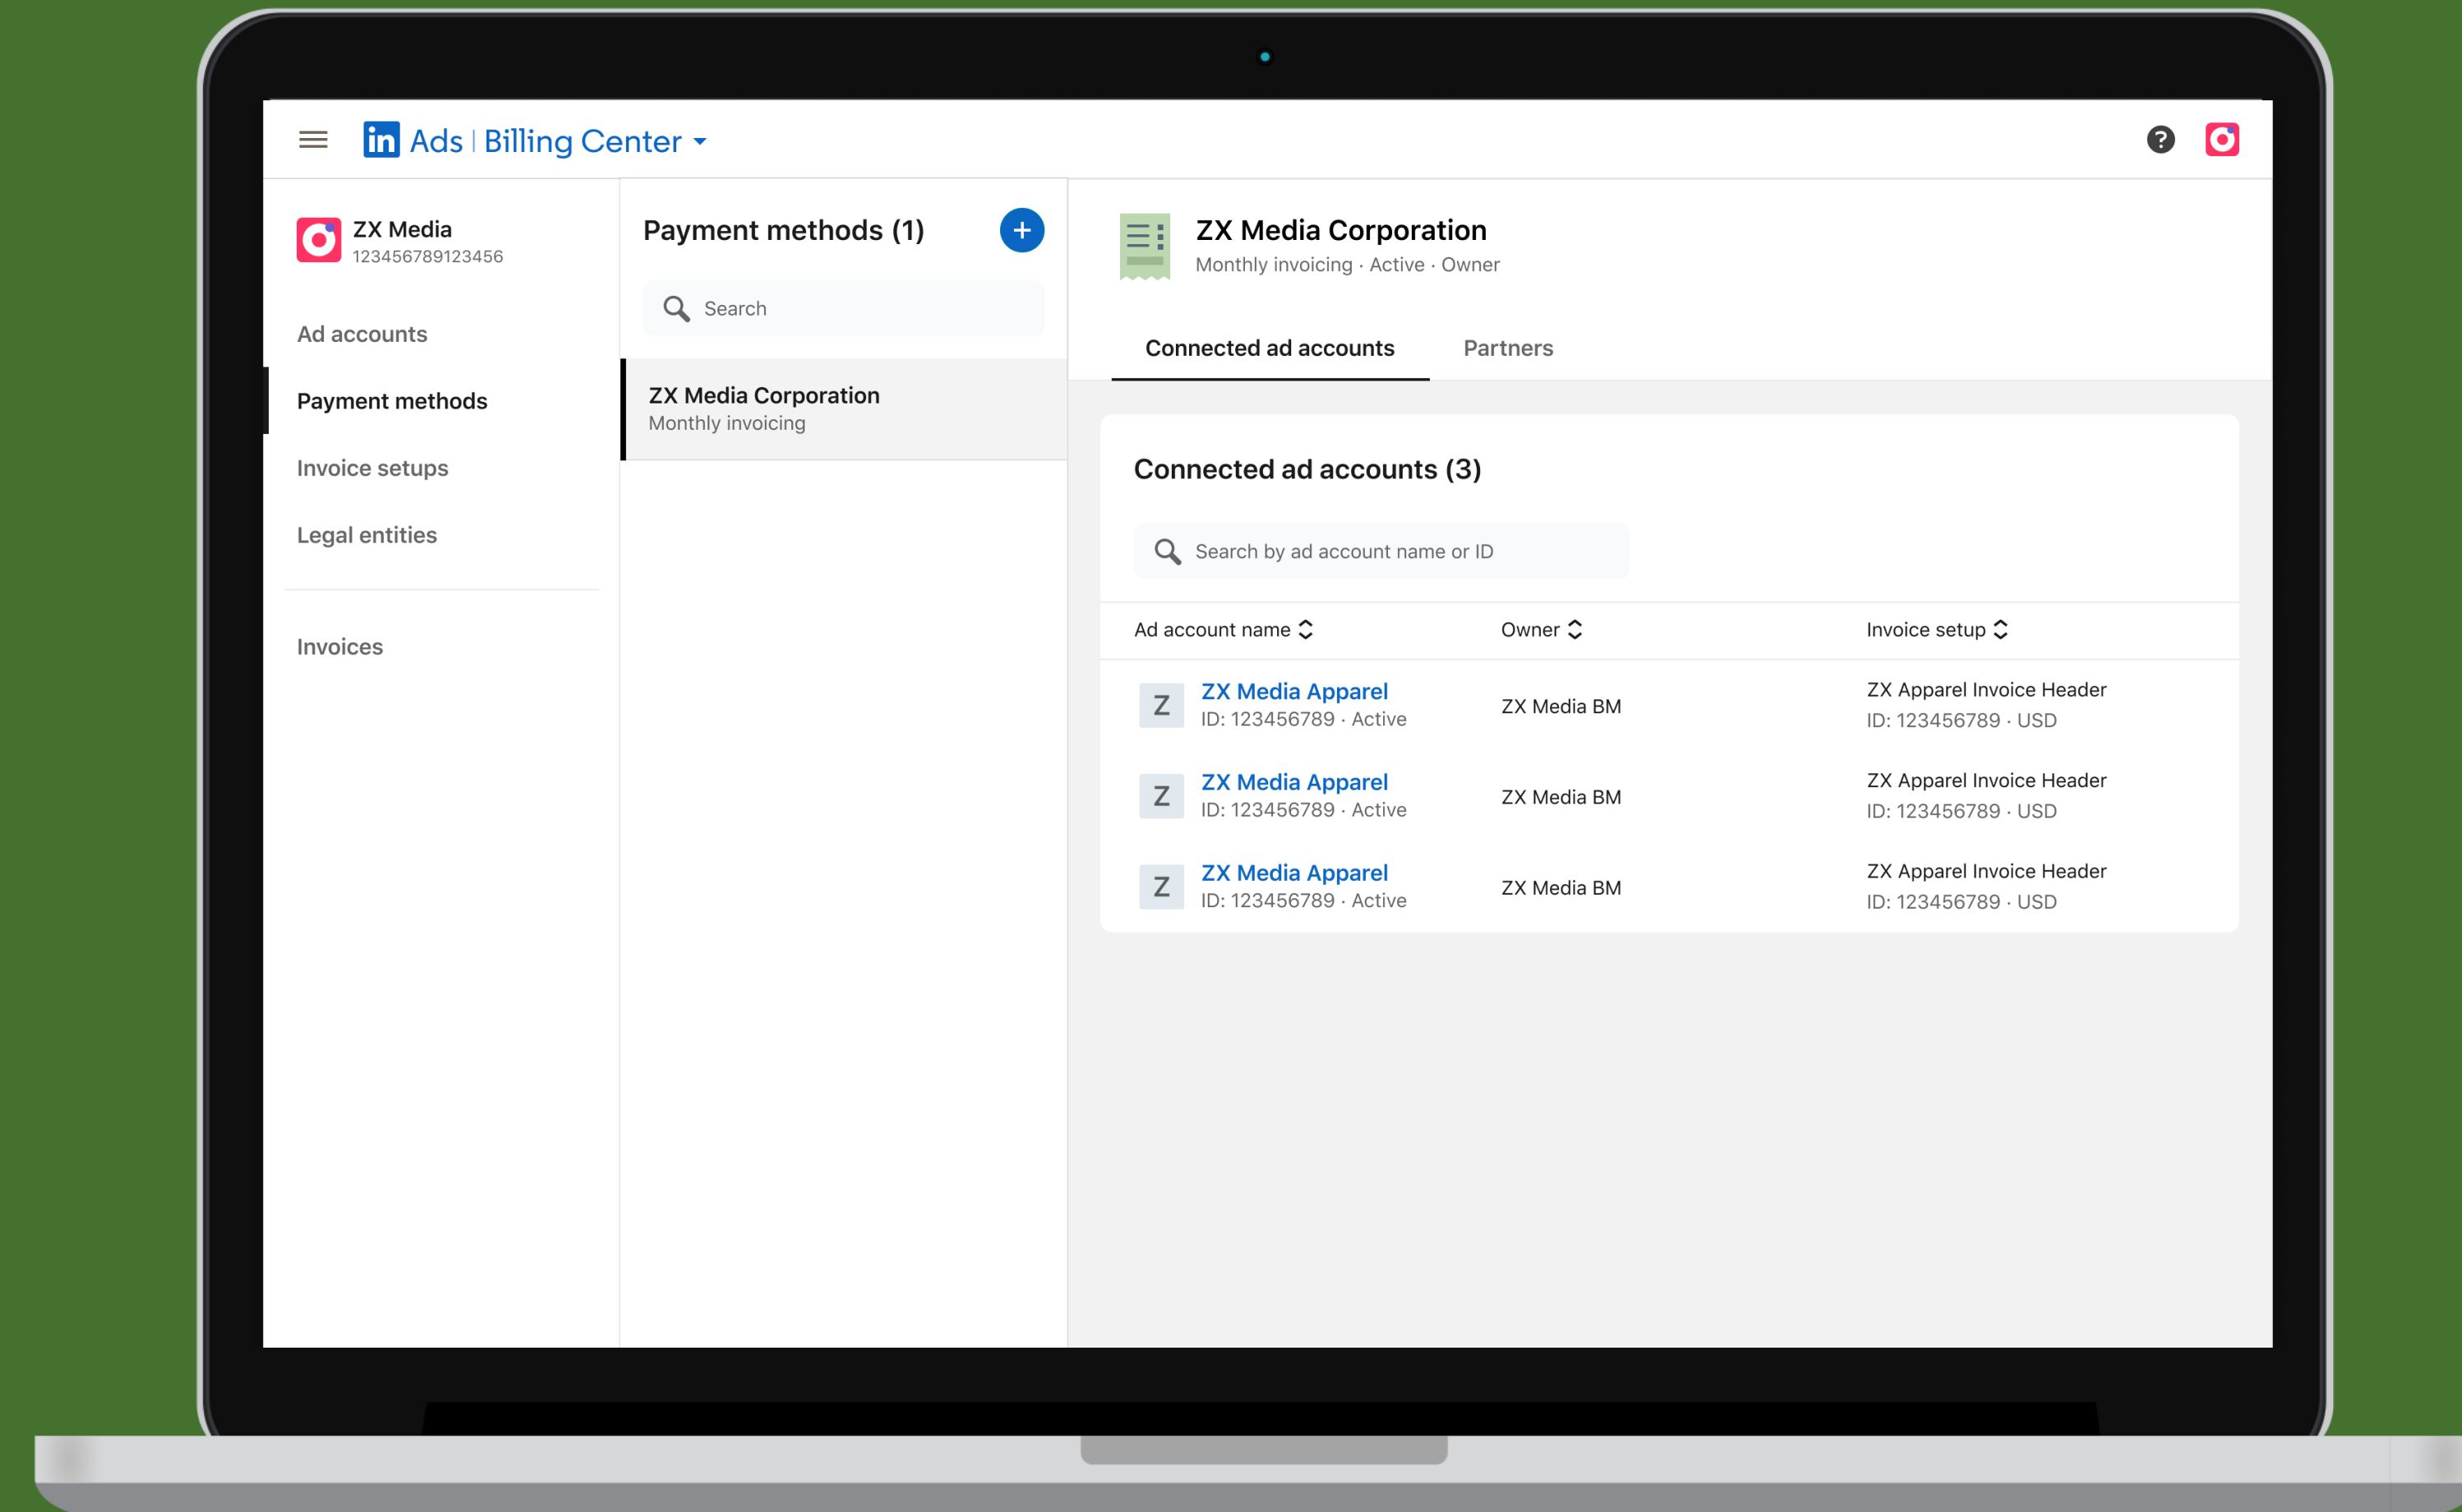 in Ads | Billing Center
ZX Media
123456789123456
Ad accounts
Payment methods
Invoice setups
Legal entities
Invoices
Payment methods (1)
Search
ZX Media Corporation
Monthly invoicing
ZX Media Corporation
Monthly invoicing · Active · Owner
Connected ad accounts
Partners
Connected ad accounts (3)
Search by ad account name or ID
Ad account name
Owner
Invoice setup
Z
ZX Media Apparel
ID: 123456789 · Active
ZX Media BM
ZX Apparel Invoice Header
ID: 123456789 · USD
Z
ZX Media Apparel
ID: 123456789 · Active
ZX Media BM
ZX Apparel Invoice Header
ID: 123456789 · USD
Z
ZX Media Apparel
ID: 123456789 · Active
ZX Media BM
ZX Apparel Invoice Header
ID: 123456789 · USD